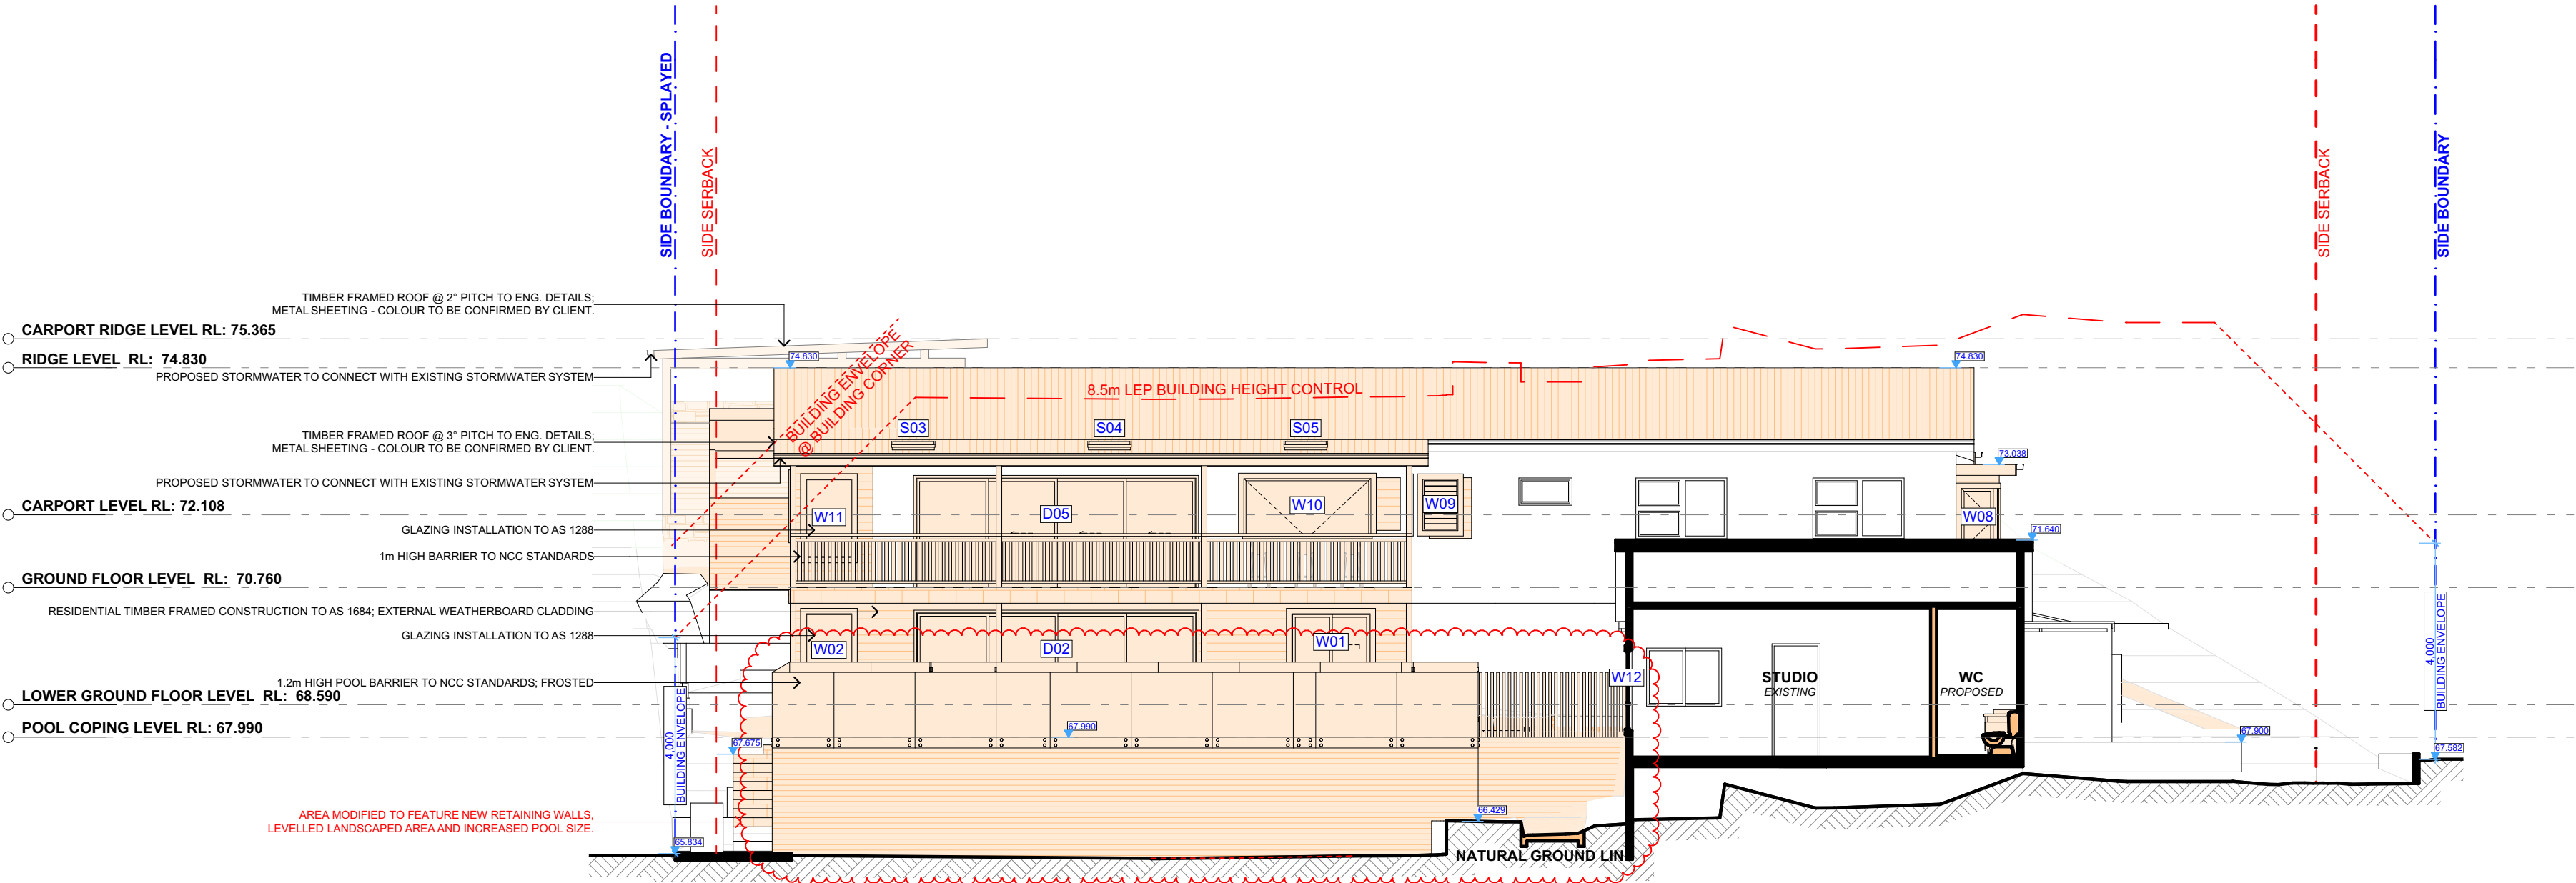 SIDE BOUNDARY - SPLAYED
SIDE SERBACK
SIDE SERBACK
SIDE BOUNDARY
TIMBER FRAMED ROOF @ 2° PITCH TO ENG. DETAILS;
METAL SHEETING - COLOUR TO BE CONFIRMED BY CLIENT.
CARPORT RIDGE LEVEL RL: 75.365
RIDGE LEVEL RL: 74.830
PROPOSED STORMWATER TO CONNECT WITH EXISTING STORMWATER SYSTEM
74.830
74.830
BUILDING ENVELOPE
@ BUILDING CORNER
8.5m LEP BUILDING HEIGHT CONTROL
TIMBER FRAMED ROOF @ 3° PITCH TO ENG. DETAILS;
METAL SHEETING - COLOUR TO BE CONFIRMED BY CLIENT.
S03
S04
S05
73.038
PROPOSED STORMWATER TO CONNECT WITH EXISTING STORMWATER SYSTEM
CARPORT LEVEL RL: 72.108
W11
D05
W10
W09
W08
GLAZING INSTALLATION TO AS 1288
71.640
1m HIGH BARRIER TO NCC STANDARDS
GROUND FLOOR LEVEL RL: 70.760
RESIDENTIAL TIMBER FRAMED CONSTRUCTION TO AS 1684; EXTERNAL WEATHERBOARD CLADDING
GLAZING INSTALLATION TO AS 1288
W02
D02
W01
W12
STUDIO
EXISTING
WC
PROPOSED
4,000
BUILDING ENVELOPE
1.2m HIGH POOL BARRIER TO NCC STANDARDS; FROSTED
LOWER GROUND FLOOR LEVEL RL: 68.590
POOL COPING LEVEL RL: 67.990
67.990
67.675
67.900
67.582
4,000
BUILDING ENVELOPE
AREA MODIFIED TO FEATURE NEW RETAINING WALLS,
LEVELLED LANDSCAPED AREA AND INCREASED POOL SIZE.
66.429
65.834
NATURAL GROUND LIN